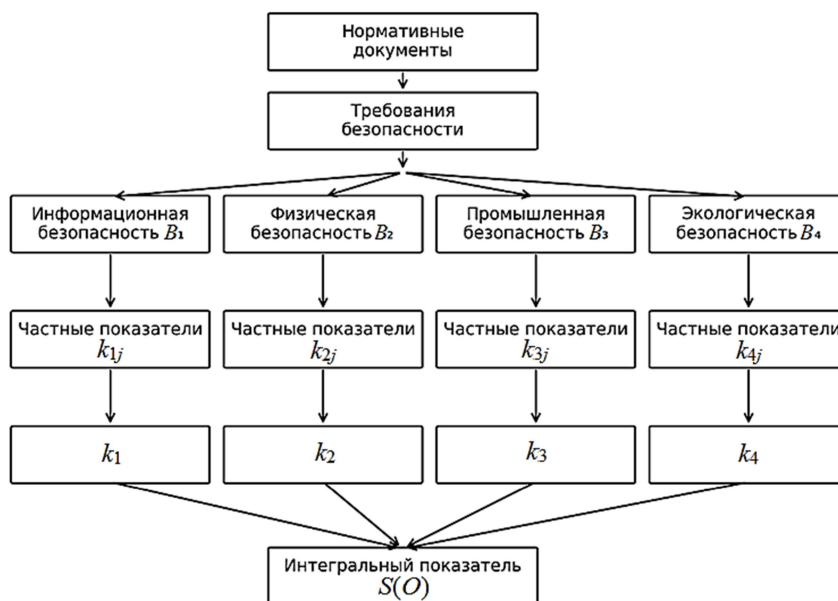 Нормативные
документы
Требования
безопасности
Информационная
безопасность B₁
Физическая
безопасность B₂
Промышленная
безопасность B₃
Экологическая
безопасность B₄
Частные показатели
k₁ⱼ
Частные показатели
k₂ⱼ
Частные показатели
k₃ⱼ
Частные показатели
k₄ⱼ
k₁
k₂
k₃
k₄
Интегральный показатель
S(O)